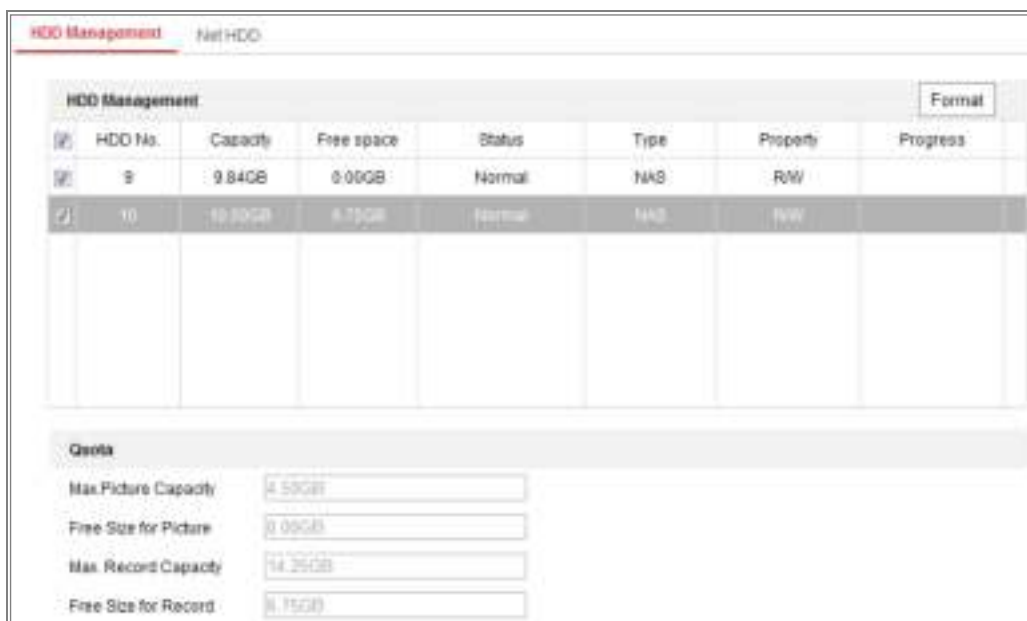 HDD Management Net HDD
HDD Management Format
HDD No. Capacity Free space Status Type Property Progress
9 9.84GB 0.00GB Normal NAS R/W
10 Normal NAS R/W
Quota
Max.Picture Capacity 4.50GB
Free Size for Picture 0.00GB
Max. Record Capacity 14.25GB
Free Size for Record 6.75GB